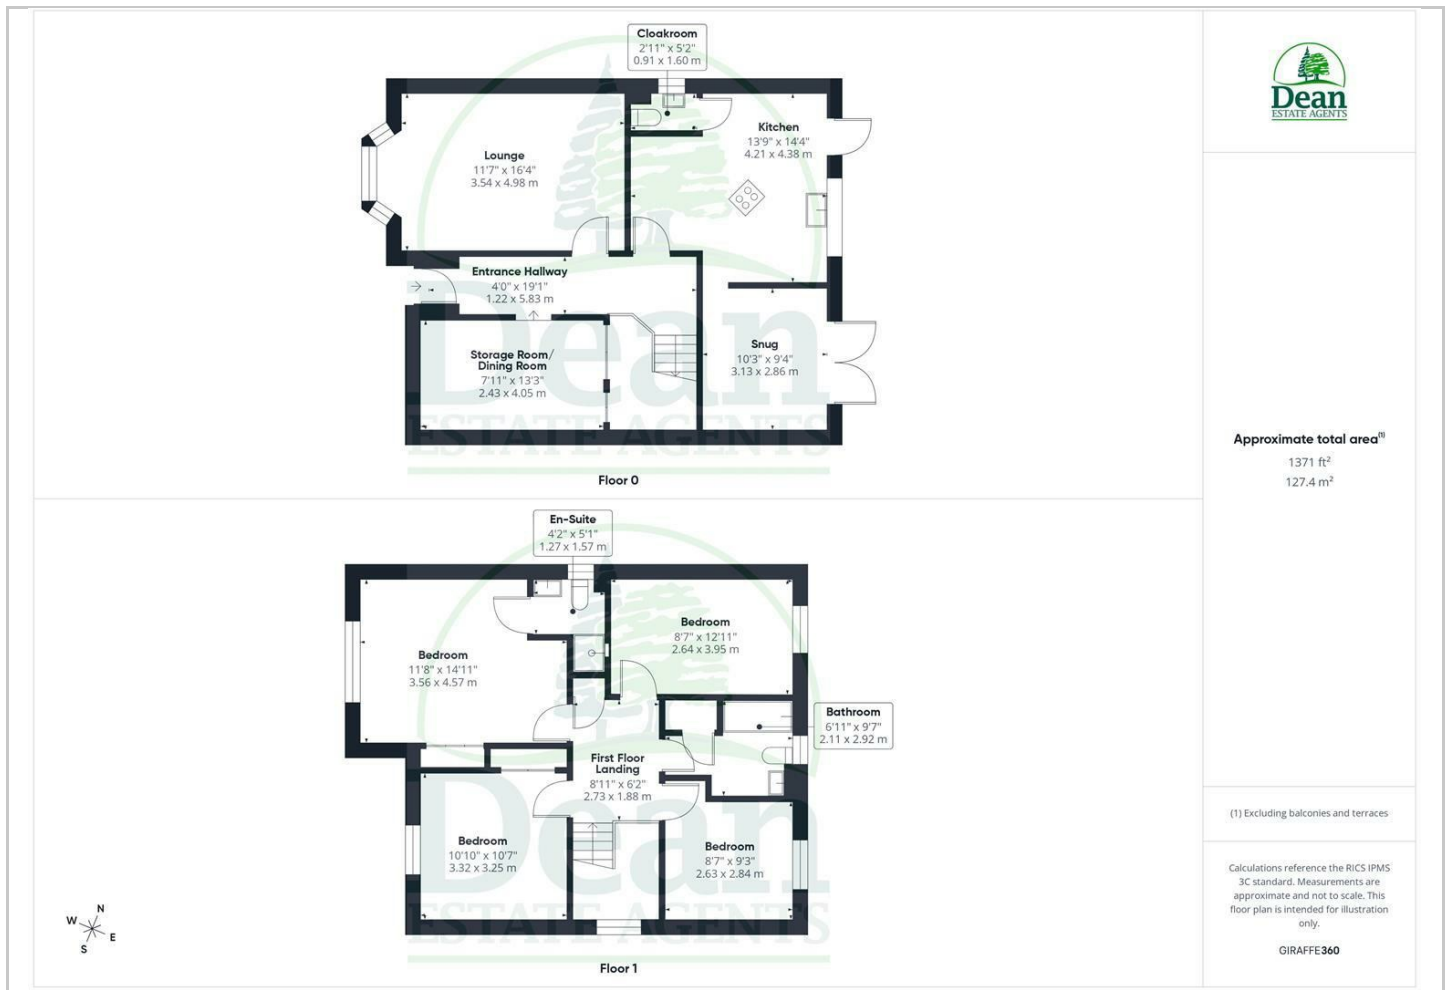 Cloakroom
2'11" x 5'2"
0.91 x 1.60 m
Lounge
11'7" x 16'4"
3.54 x 4.98 m
Kitchen
13'9" x 14'4"
4.21 x 4.38 m
Entrance Hallway
4'0" x 19'1"
1.22 x 5.83 m
Storage Room/
Dining Room
7'11" x 13'3"
2.43 x 4.05 m
Snug
10'3" x 9'4"
3.13 x 2.86 m
Dean
ESTATE AGENTS
Floor 0
En-Suite
4'2" x 5'1"
1.27 x 1.57 m
Bedroom
11'8" x 14'11"
3.56 x 4.57 m
Bedroom
8'7" x 12'11"
2.64 x 3.95 m
Bathroom
6'11" x 9'7"
2.11 x 2.92 m
First Floor
Landing
8'11" x 6'2"
2.73 x 1.88 m
Bedroom
10'10" x 10'7"
3.32 x 3.25 m
Bedroom
8'7" x 9'3"
2.63 x 2.84 m
Dean
ESTATE AGENTS
Floor 1
N
W
E
S
Dean
ESTATE AGENTS
Approximate total area(1)
1371 ft²
127.4 m²
(1) Excluding balconies and terraces
Calculations reference the RICS IPMS
3C standard. Measurements are
approximate and not to scale. This
floor plan is intended for illustration
only.
GIRAFFE360